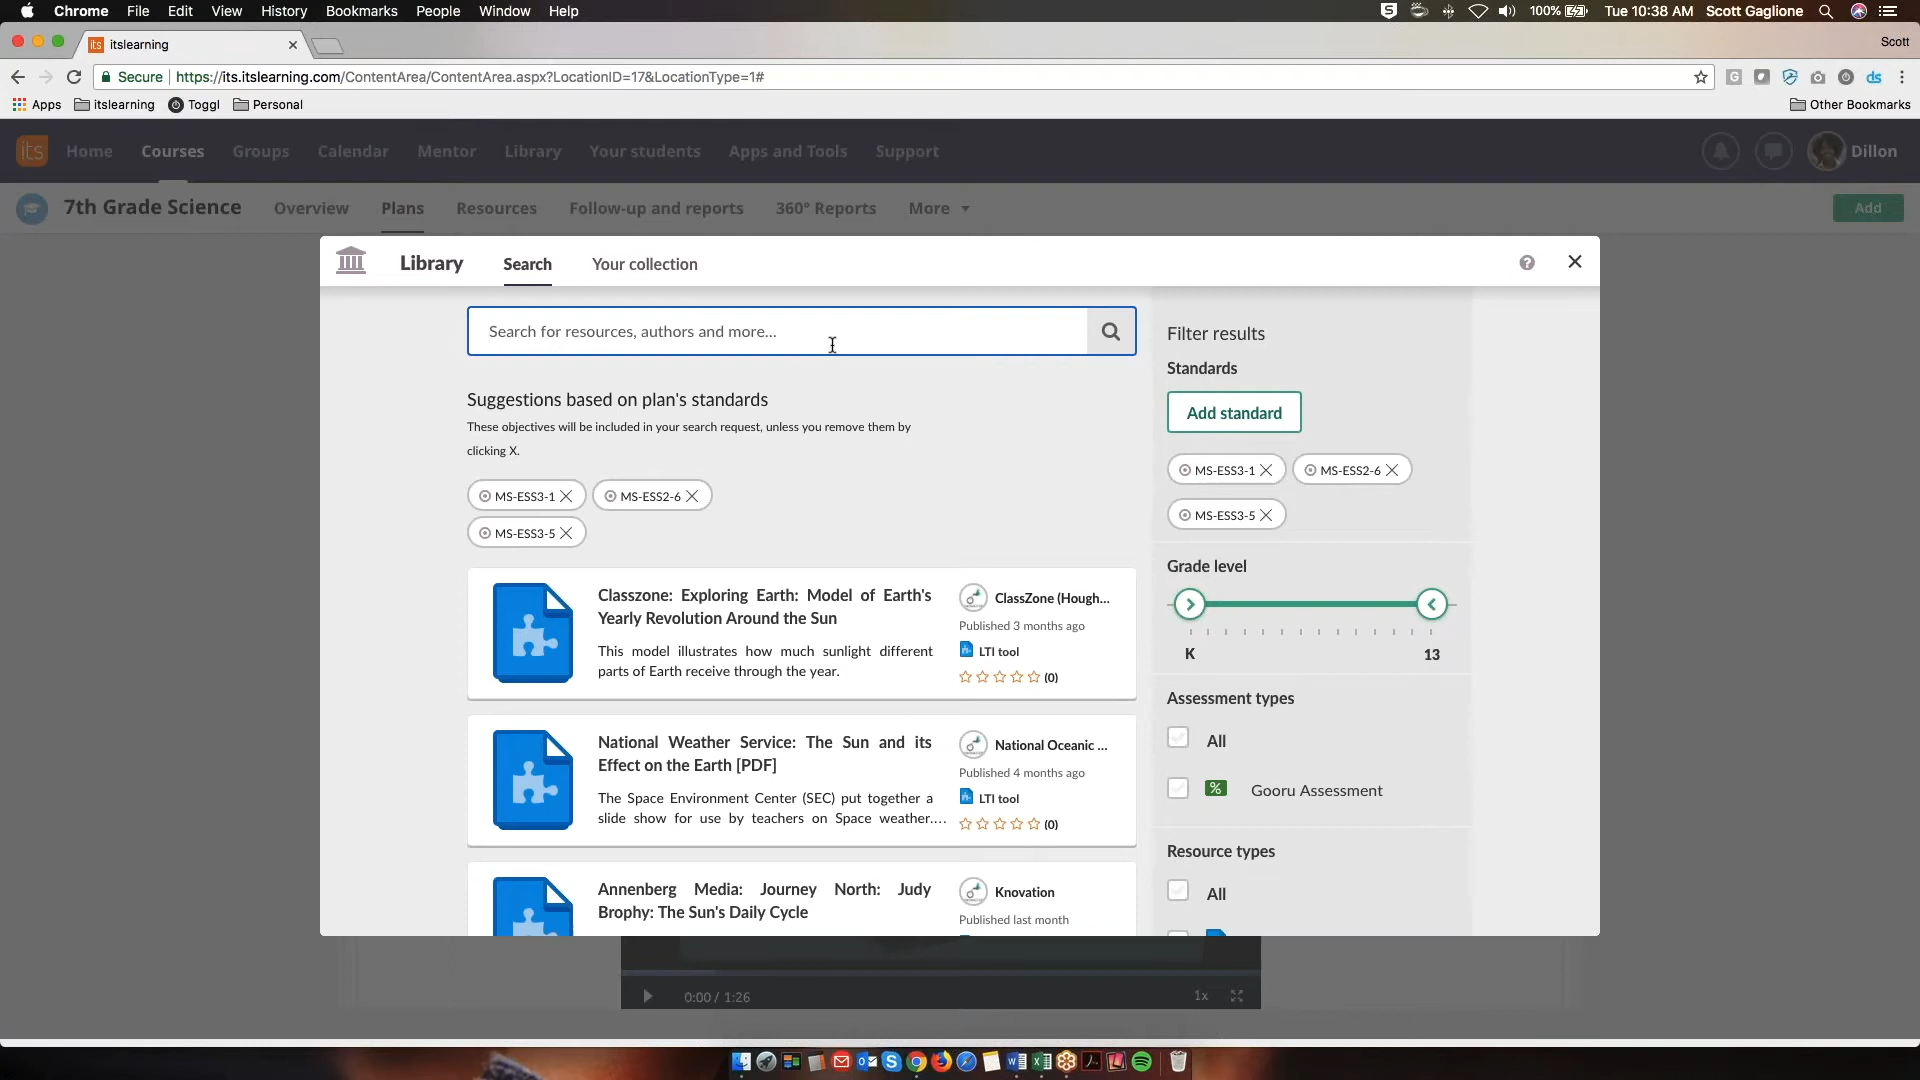 Chrome File Edit View History Bookmarks People Window Help
100% Tue 10:38 AM Scott Gaglione
its itslearning
Scott
Secure https://its.itslearning.com/ContentArea/ContentArea.aspx?LocationID=17&LocationType=1#
G ds
Apps itslearning Toggl Personal Other Bookmarks
its Home Courses Groups Calendar Mentor Library Your students Apps and Tools Support Dillon
7th Grade Science Overview Plans Resources Follow-up and reports 360° Reports More Add
Library Search Your collection
Search for resources, authors and more...
Suggestions based on plan's standards
These objectives will be included in your search request, unless you remove them by
clicking X.
MS-ESS3-1 MS-ESS2-6
MS-ESS3-5
Classzone: Exploring Earth: Model of Earth's
Yearly Revolution Around the Sun
This model illustrates how much sunlight different
parts of Earth receive through the year.
ClassZone (Hough...
Published 3 months ago
LTI tool
(0)
National Weather Service: The Sun and its
Effect on the Earth [PDF]
The Space Environment Center (SEC) put together a
slide show for use by teachers on Space weather....
National Oceanic ...
Published 4 months ago
LTI tool
(0)
Annenberg Media: Journey North: Judy
Brophy: The Sun's Daily Cycle
Knovation
Published last month
Filter results
Standards
Add standard
MS-ESS3-1 MS-ESS2-6
MS-ESS3-5
Grade level
K 13
Assessment types
All
% Gooru Assessment
Resource types
All
0:00 / 1:26 1x